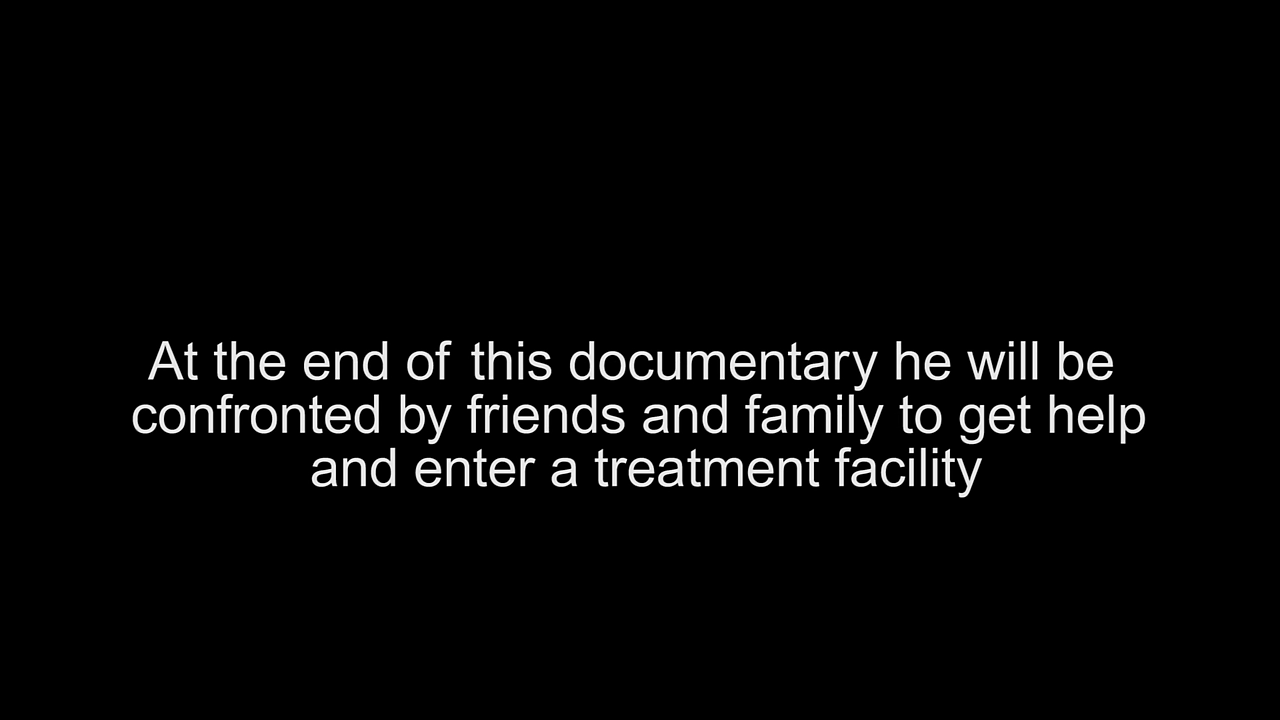 At the end of this documentary he will be
confronted by friends and family to get help
and enter a treatment facility